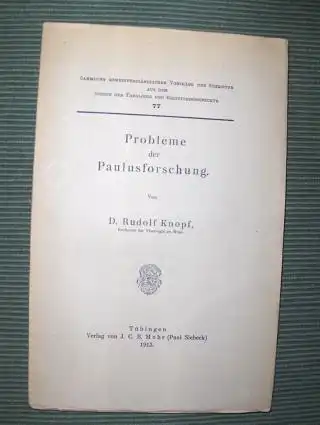 SAMMLUNG GEMEINVERSTÄNDLICHER VORTRÄGE UND SCHRIFTEN
AUS DEM
GEBIET DER THEOLOGIE UND RELIGIONSGESCHICHTE
77
Probleme
der
Paulusforschung.
Von
D. Rudolf Knopf,
Professor der Theologie in Wien.
Tübingen
Verlag von J. C. B. Mohr (Paul Siebeck)
1913.